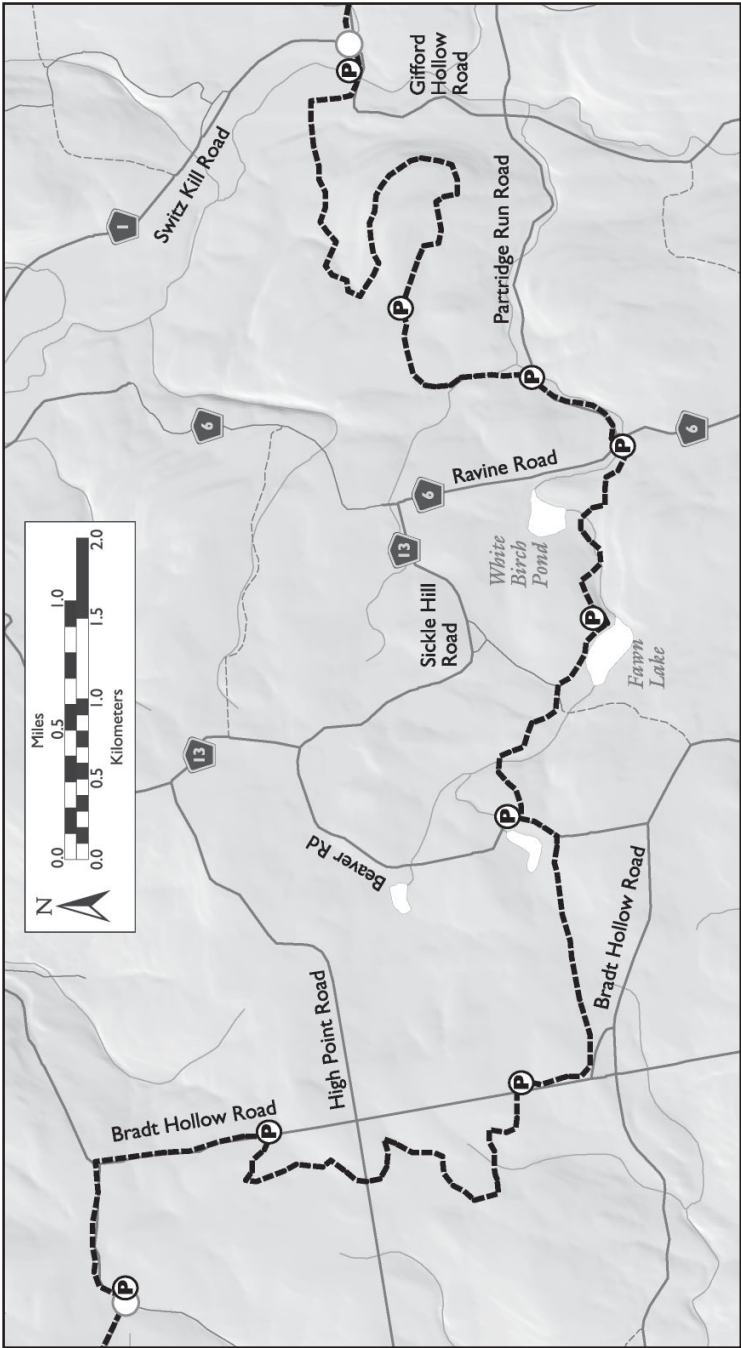 N
Miles
0.0
0.5
1.0
0.0
0.5
1.0
1.5
2.0
Kilometers
P
Bradt Hollow Road
P
High Point Road
P
Bradt Hollow Road
13
Beaver Rd
P
Sickle Hill
Road
13
Fawn
Lake
P
White
Birch
Pond
6
Ravine Road
6
P
6
P
Partridge Run Road
P
1
Switz Kill Road
P
Gifford
Hollow
Road